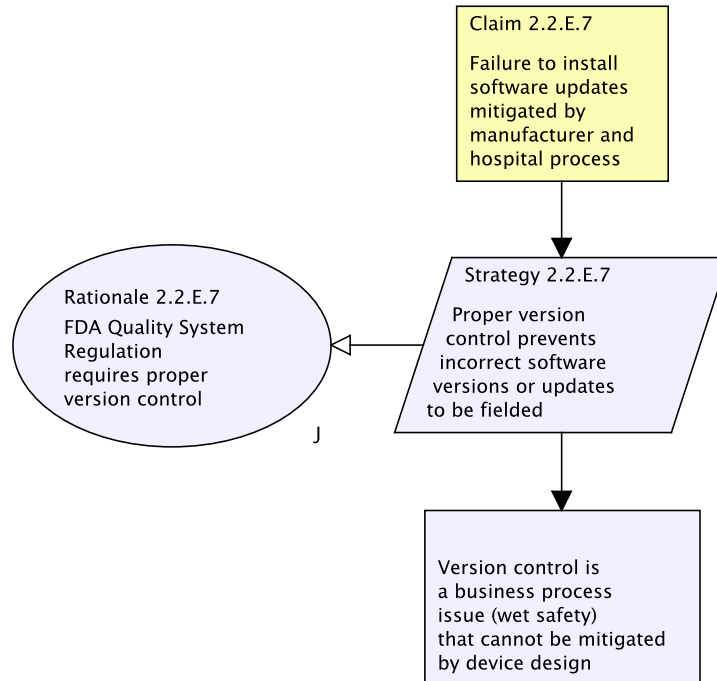 Claim 2.2.E.7
Failure to install
software updates
mitigated by
manufacturer and
hospital process
Strategy 2.2.E.7
Proper version
control prevents
incorrect software
versions or updates
to be fielded
Rationale 2.2.E.7
FDA Quality System
Regulation
requires proper
version control
J
Version control is
a business process
issue (wet safety)
that cannot be mitigated
by device design